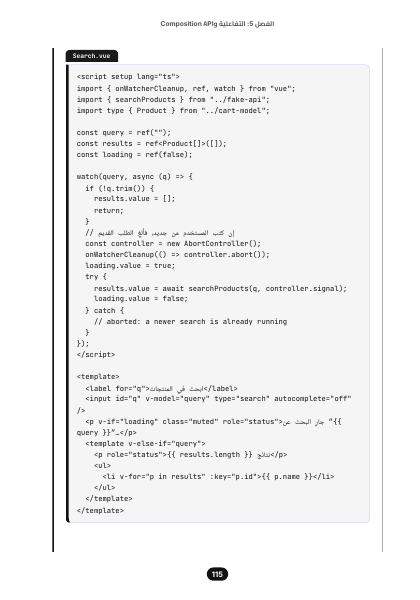 الفصل 5: التفاعلية وComposition API
Search.vue
<script setup lang="ts">
import { onWatcherCleanup, ref, watch } from "vue";
import { searchProducts } from "../fake-api";
import type { Product } from "../cart-model";

const query = ref("");
const results = ref<Product[]>([]);
const loading = ref(false);

watch(query, async (q) => {
  if (!q.trim()) {
    results.value = [];
    return;
  }
  // إن كتب المستخدم من جديد، فألغ الطلب القديم
  const controller = new AbortController();
  onWatcherCleanup(() => controller.abort());
  loading.value = true;
  try {
    results.value = await searchProducts(q, controller.signal);
    loading.value = false;
  } catch {
    // aborted: a newer search is already running
  }
});
</script>

<template>
  <label for="q">ابحث في المنتجات</label>
  <input id="q" v-model="query" type="search" autocomplete="off"
/>
  <p v-if="loading" class="muted" role="status">جار البحث عن “{{
query }}”…</p>
  <template v-else-if="query">
    <p role="status">{{ results.length }} نتائج</p>
    <ul>
      <li v-for="p in results" :key="p.id">{{ p.name }}</li>
    </ul>
  </template>
</template>
115